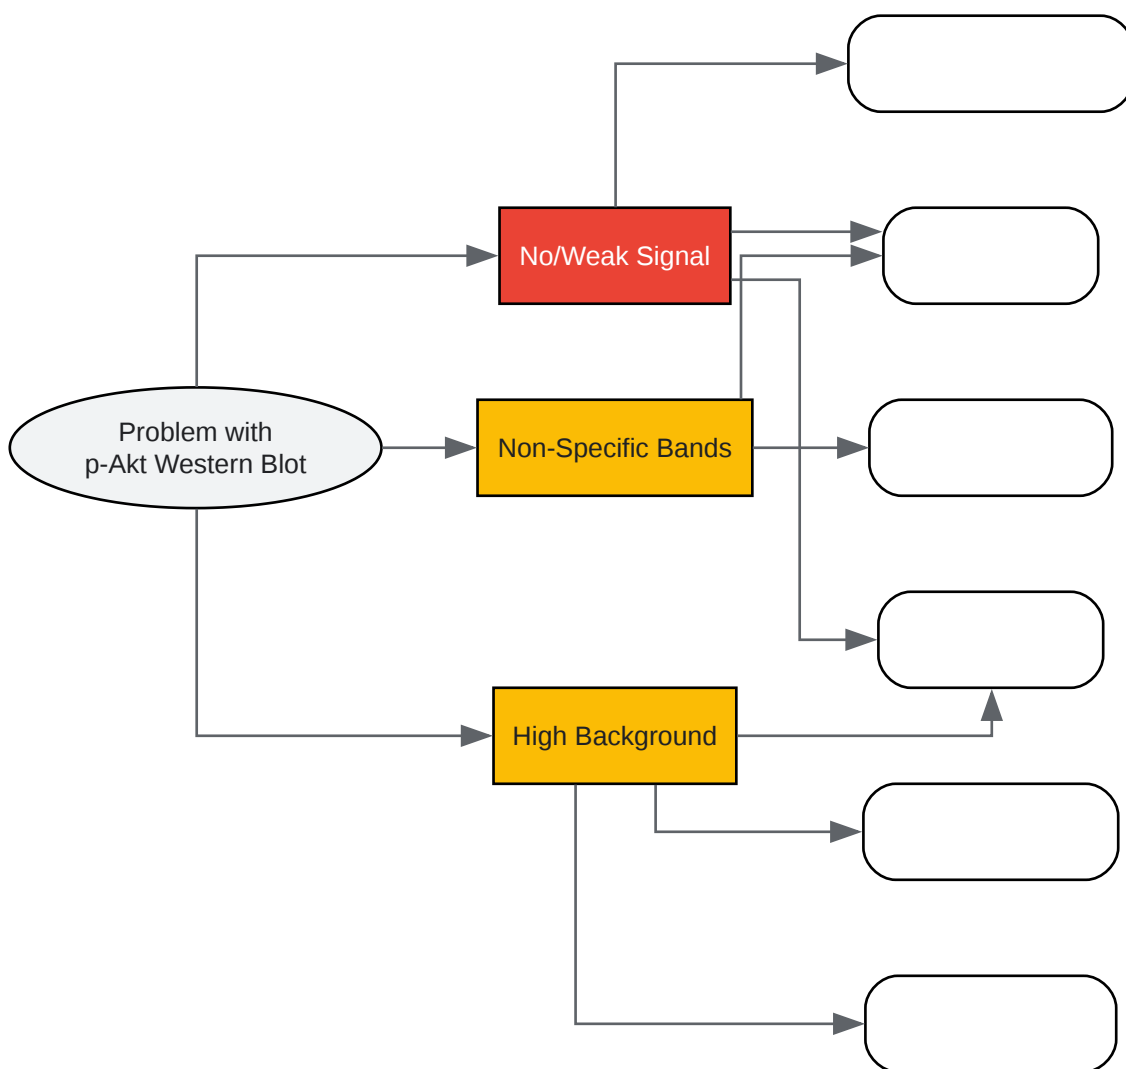 No/Weak Signal
Problem with
p-Akt Western Blot
Non-Specific Bands
High Background